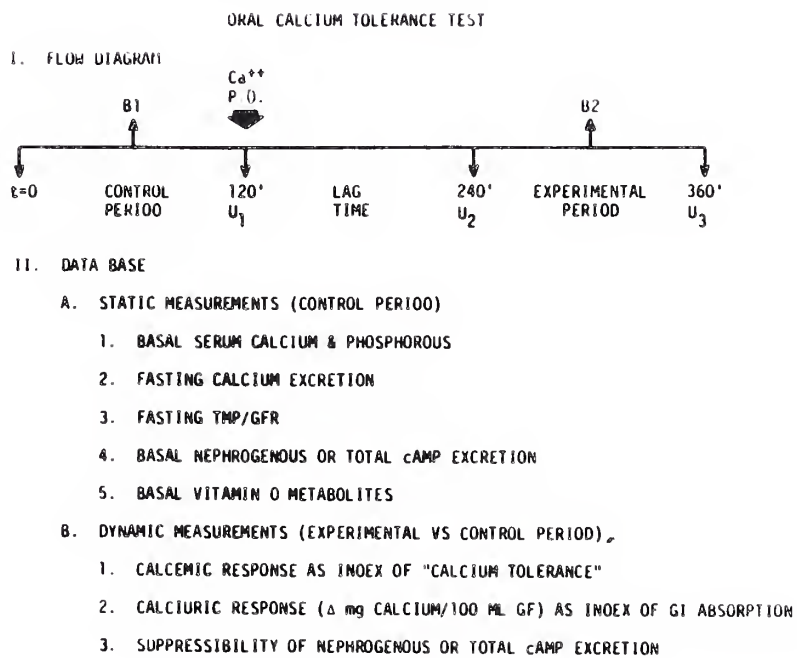 ORAL CALCIUM TOLERANCE TEST
I. FLOW DIAGRAM
Ca++
P.O.
B1 B2
t=0 CONTROL 120' LAG 240' EXPERIMENTAL 360'
PERIOD U1 TIME U2 PERIOD U3
II. DATA BASE
A. STATIC MEASUREMENTS (CONTROL PERIOD)
1. BASAL SERUM CALCIUM & PHOSPHOROUS
2. FASTING CALCIUM EXCRETION
3. FASTING TMP/GFR
4. BASAL NEPHROGENOUS OR TOTAL cAMP EXCRETION
5. BASAL VITAMIN D METABOLITES
B. DYNAMIC MEASUREMENTS (EXPERIMENTAL VS CONTROL PERIOD)
1. CALCEMIC RESPONSE AS INDEX OF "CALCIUM TOLERANCE"
2. CALCIURIC RESPONSE (Δ mg CALCIUM/100 ML GF) AS INDEX OF GI ABSORPTION
3. SUPPRESSIBILITY OF NEPHROGENOUS OR TOTAL cAMP EXCRETION